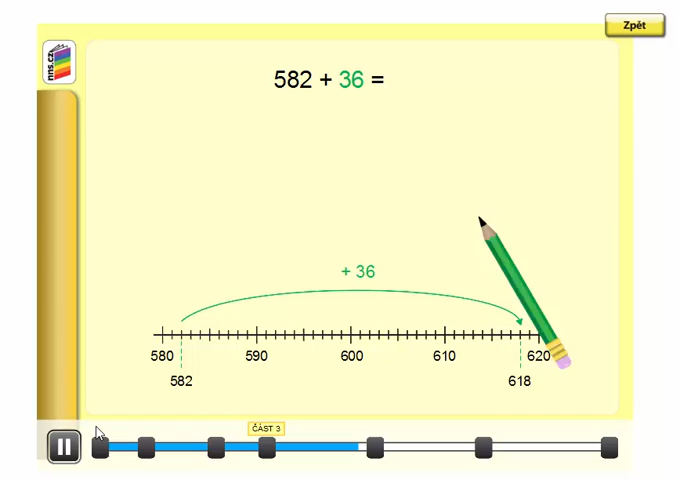 Zpět
nns.cz
582 + 36 =
+ 36
580 590 600 610 620
582 618
ČÁST 3